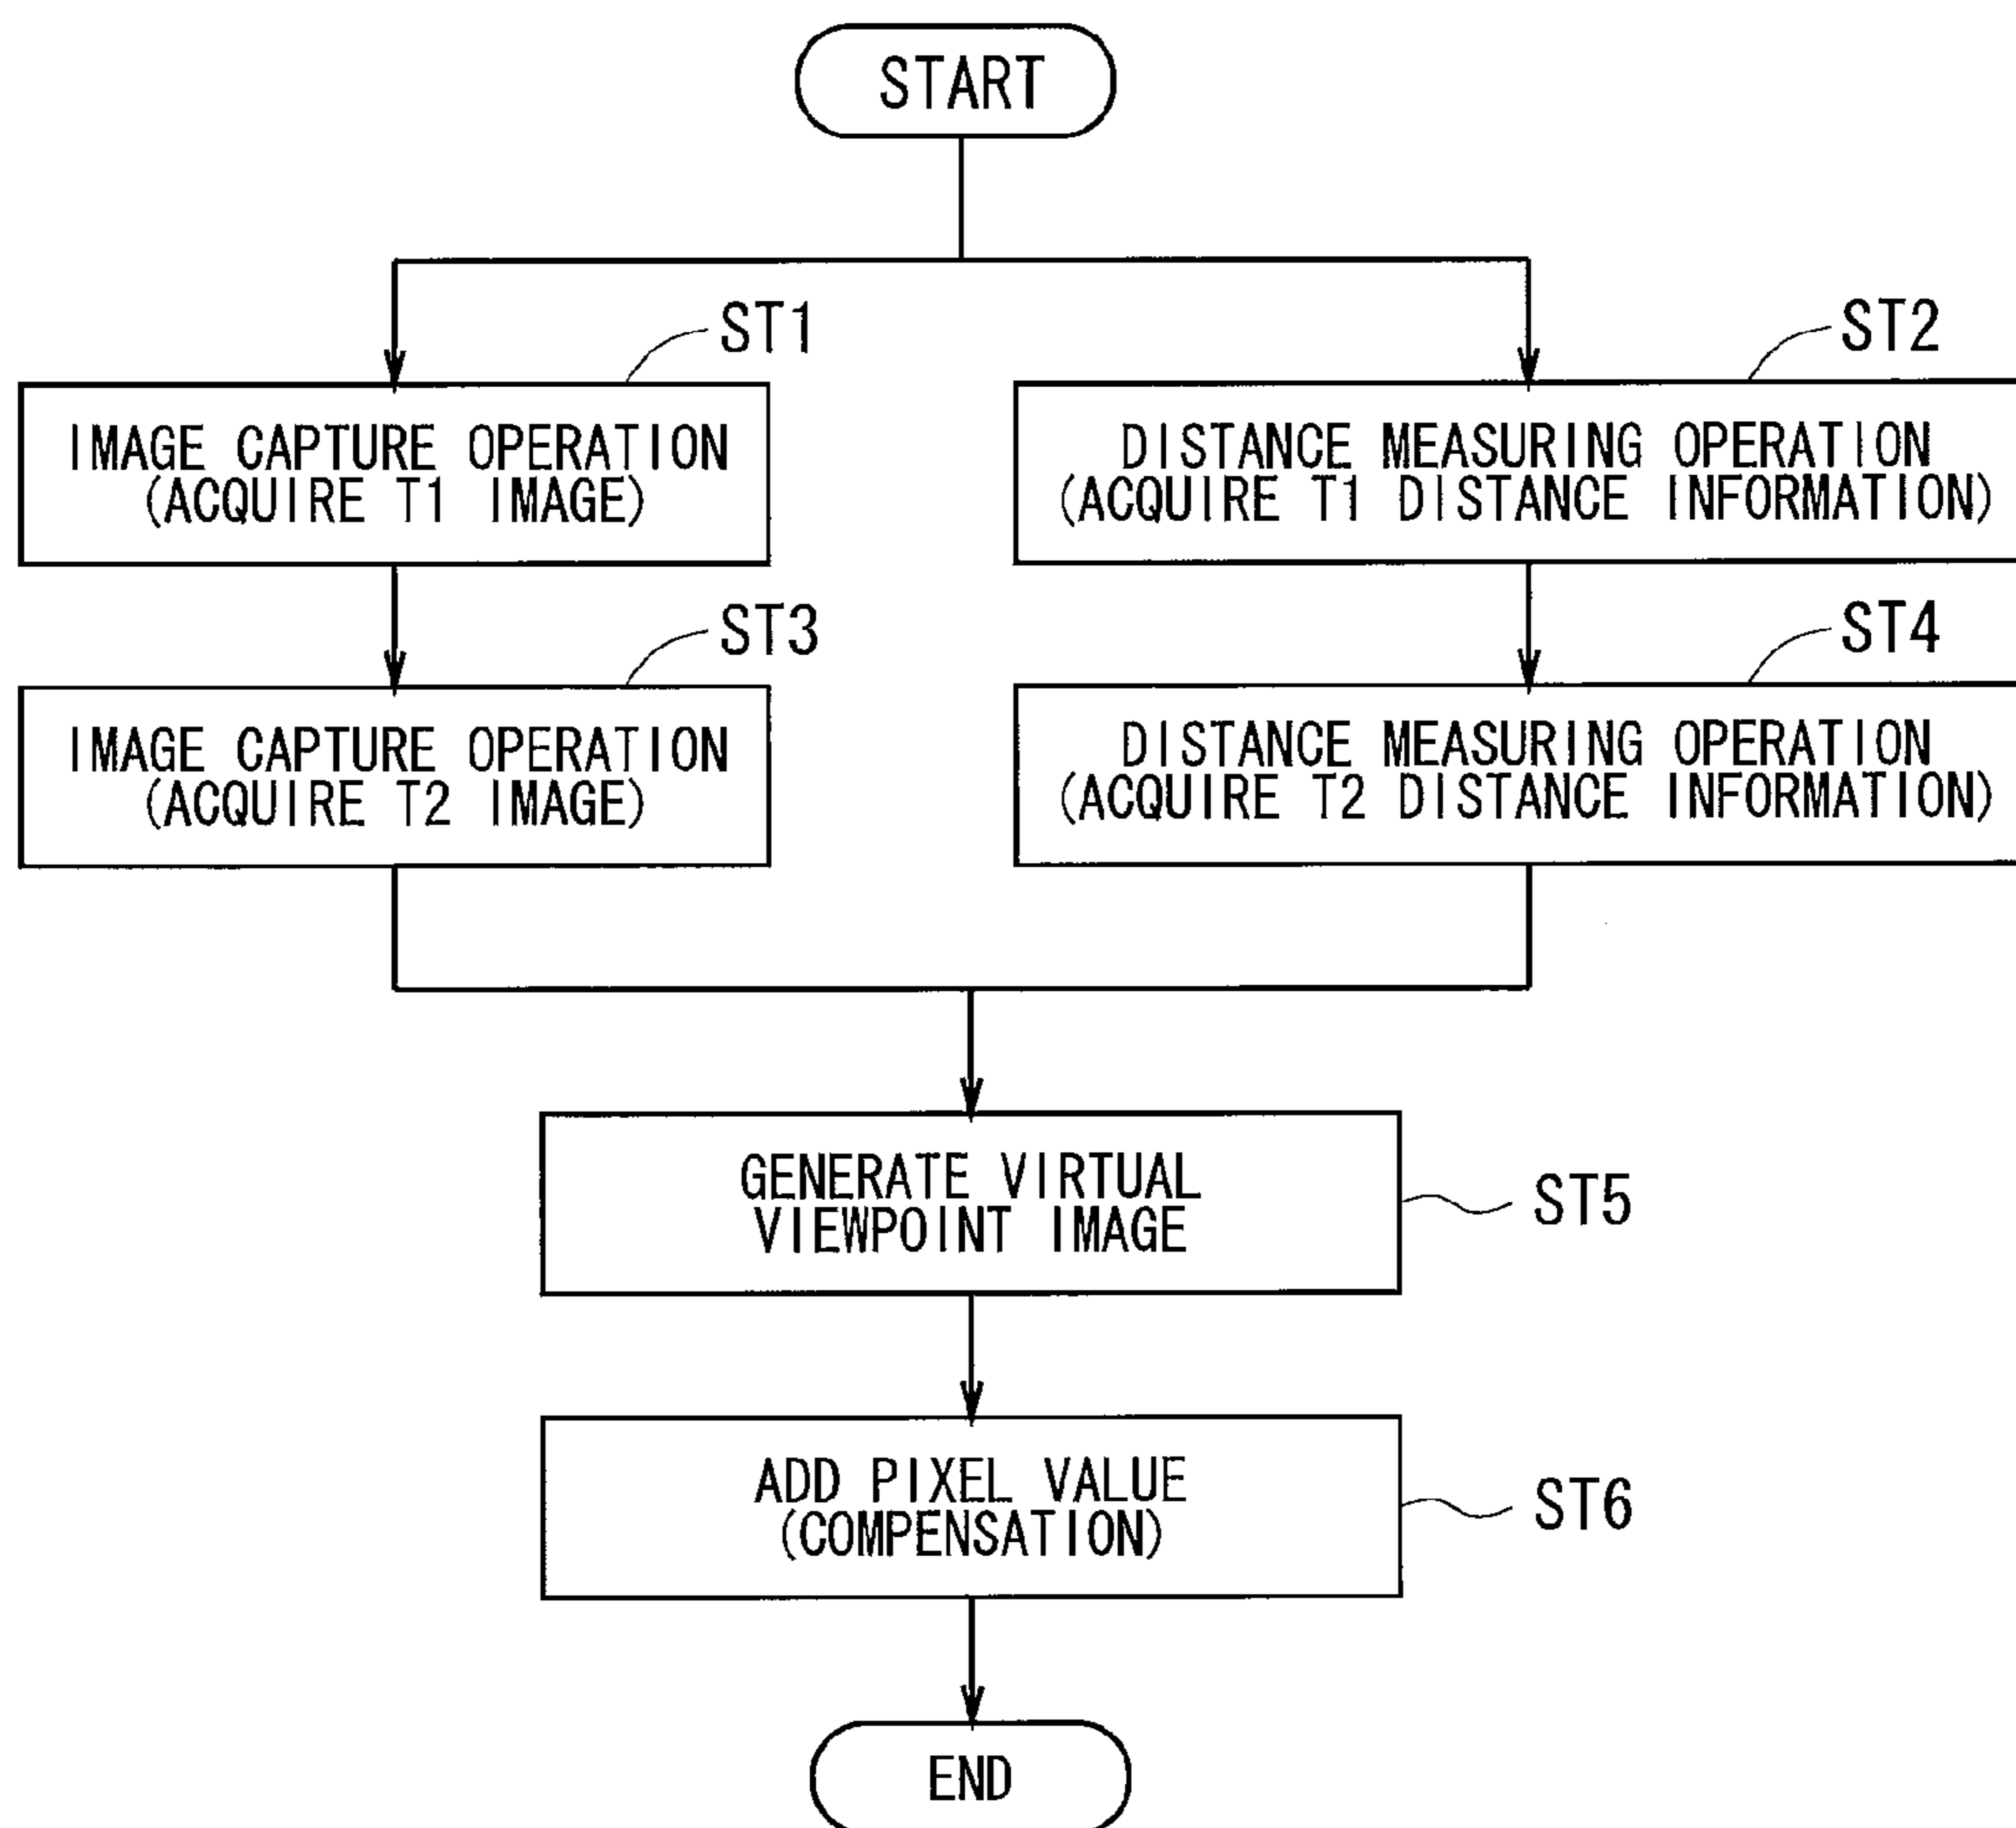 START
ST1
IMAGE CAPTURE OPERATION
(ACQUIRE T1 IMAGE)
ST2
DISTANCE MEASURING OPERATION
(ACQUIRE T1 DISTANCE INFORMATION)
ST3
IMAGE CAPTURE OPERATION
(ACQUIRE T2 IMAGE)
ST4
DISTANCE MEASURING OPERATION
(ACQUIRE T2 DISTANCE INFORMATION)
GENERATE VIRTUAL
VIEWPOINT IMAGE
ST5
ADD PIXEL VALUE
(COMPENSATION)
ST6
END